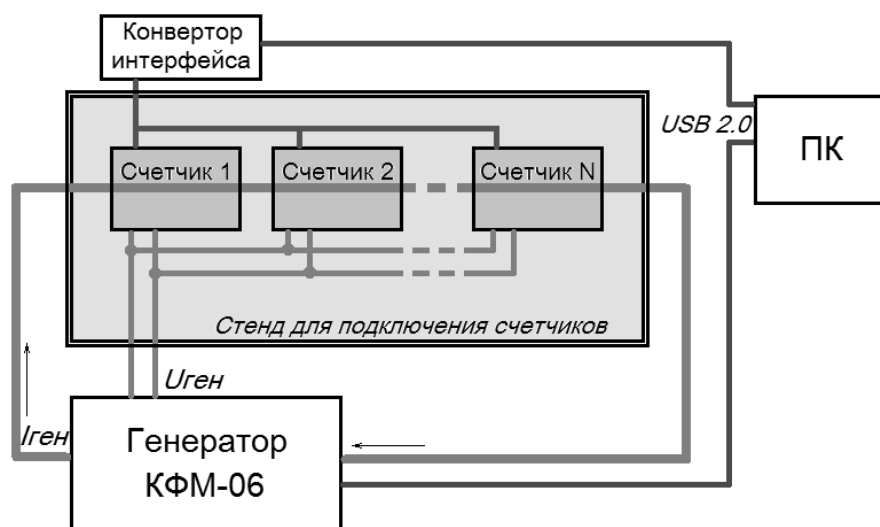 Конвертор
интерфейса
USB 2.0
ПК
Счетчик 1
Счетчик 2
Счетчик N
Стенд для подключения счетчиков
Uген
Iген
Генератор
КФМ-06